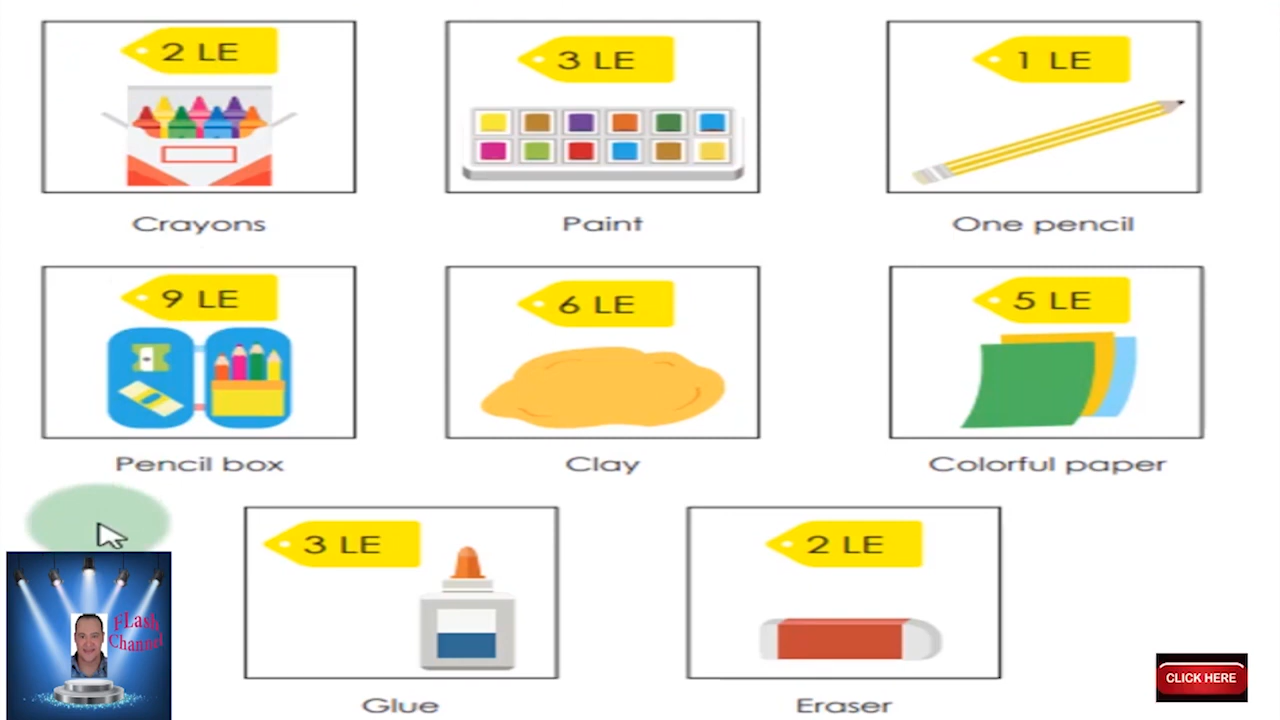 2 LE
3 LE
1 LE
Crayons
Paint
One pencil
9 LE
6 LE
5 LE
Pencil box
Clay
Colorful paper
3 LE
2 LE
Glue
Eraser
FLash
Channel
CLICK HERE